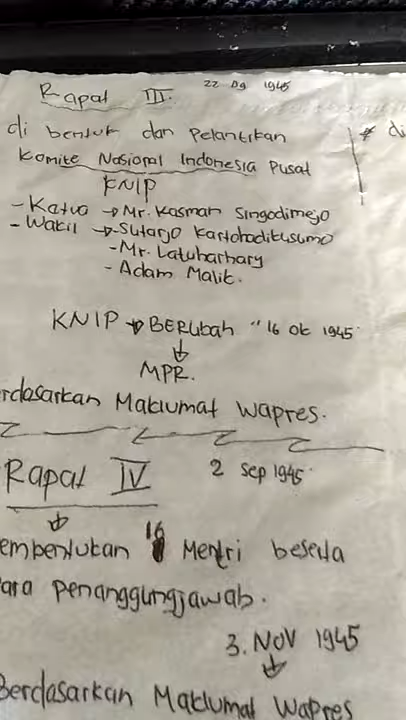 Rapat III. 22 Ag 1945
di bentuk dan Pelantikan * di
Komite Nasional Indonesia Pusat
KNIP
- Ketua → Mr. Kasman Singodimejo
- Wakil → Sutarjo Kartohadikusumo
- Mr. Latuharhary
- Adam Malik.
KNIP → BERUbah "16 Ok 1945
↓
MPR.
rdasarkan Maklumat Wapres.
Rapat IV 2 Sep 1945
↓
embentukan 16 Mentri beserta
ara Penanggungjawab.
3. NOV 1945
↓
Berdasarkan Maklumat Wapres